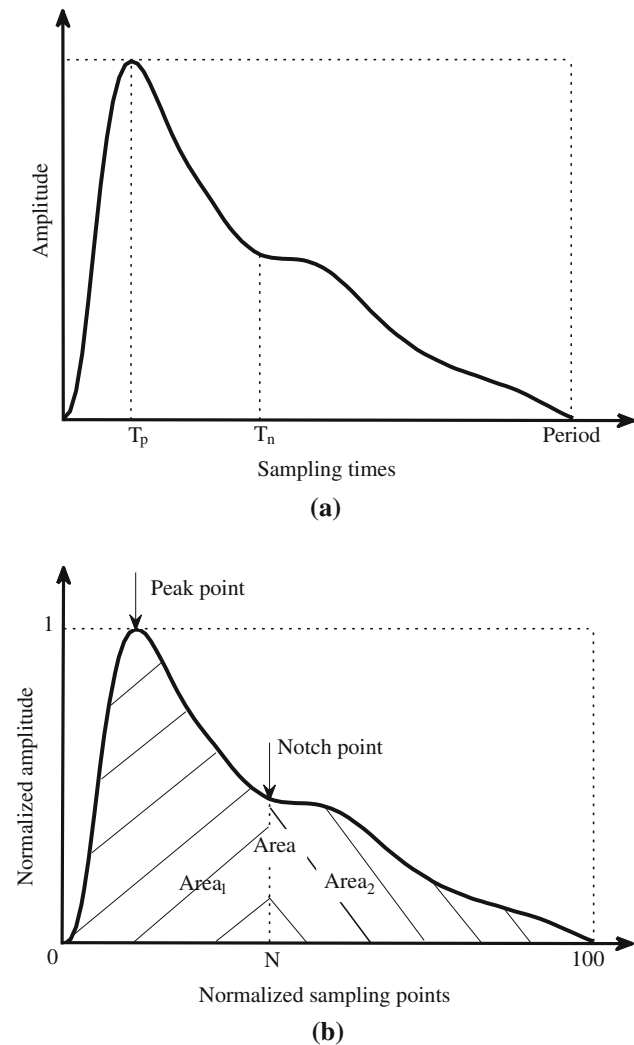 Amplitude
Tp
Tn
Period
Sampling times
(a)
Peak point
1
Notch point
Normalized amplitude
Area
Area1
Area2
0
N
100
Normalized sampling points
(b)